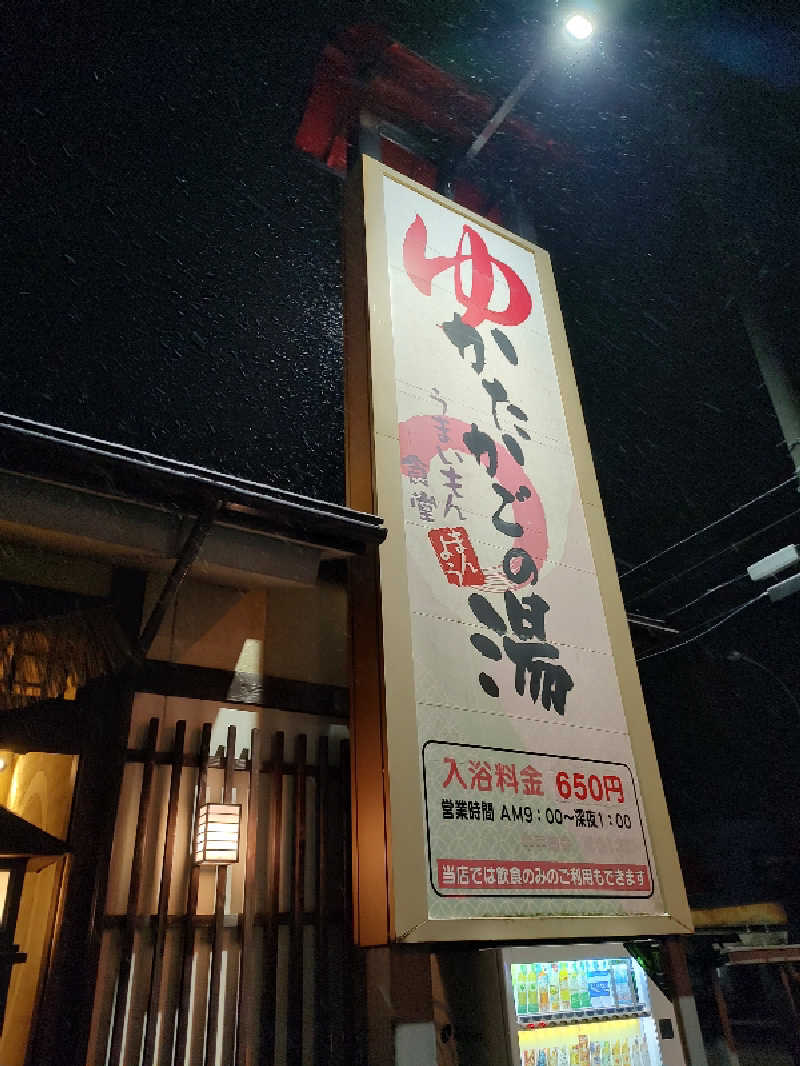 ゆかたかごの湯
うまいもん
食堂
入浴料金 650円
営業時間 AM9:00～深夜1:00
当店では飲食のみのご利用もできます